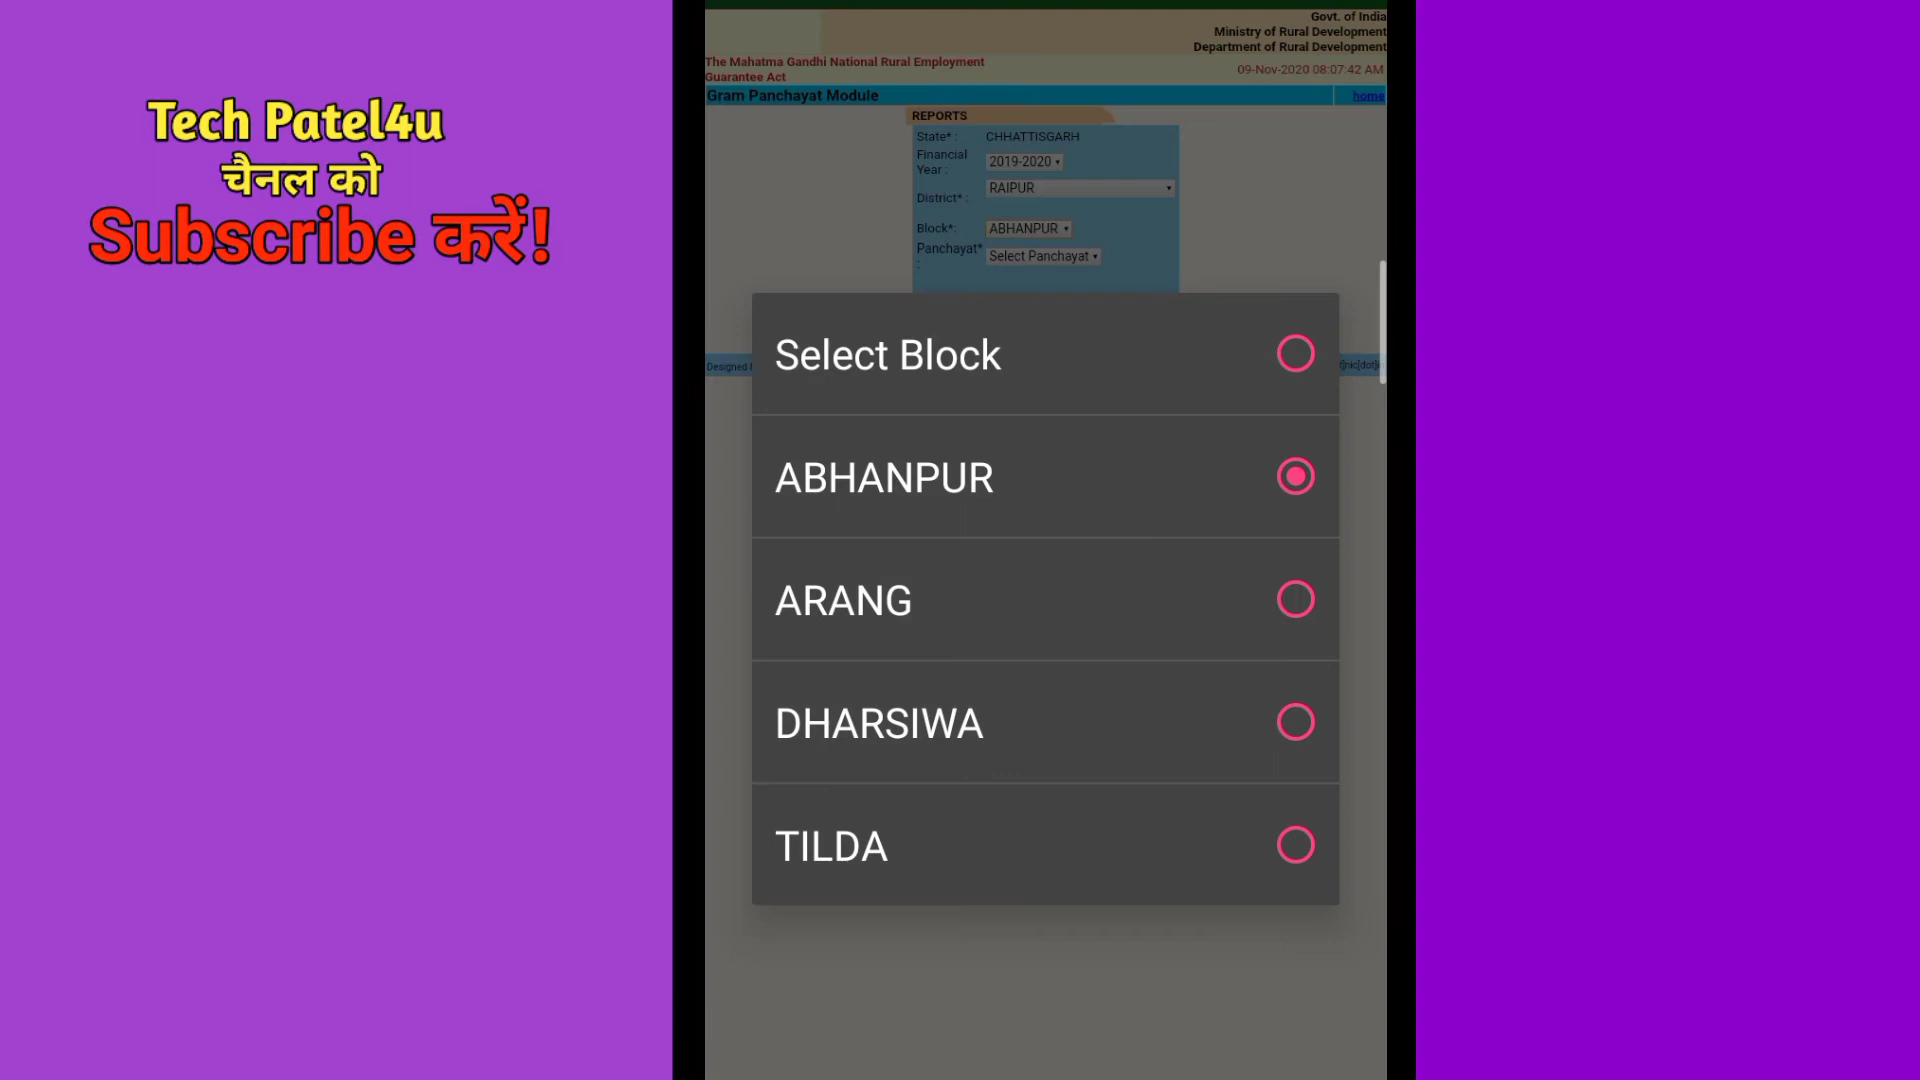 Tech Patel4u
चैनल को
Subscribe करें!
Govt. of India
Ministry of Rural Development
Department of Rural Development
The Mahatma Gandhi National Rural Employment
Guarantee Act
09-Nov-2020 08:07:42 AM
Gram Panchayat Module
home
REPORTS
State* : CHHATTISGARH
Financial
Year : 2019-2020
District* : RAIPUR
Block*: ABHANPUR
Panchayat*
: Select Panchayat
Select Block
ABHANPUR
ARANG
DHARSIWA
TILDA
Designed